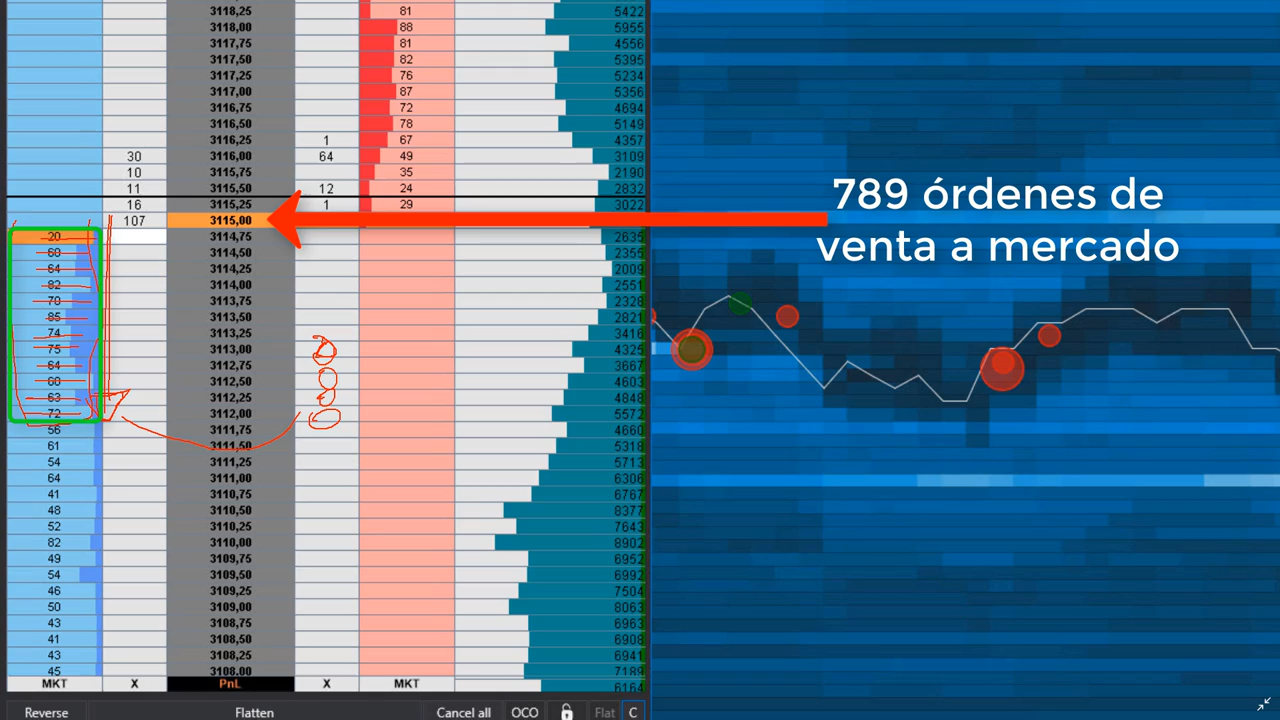 3118,25 81 5422
3118,00 88 5955
3117,75 81 4556
3117,50 82 5395
3117,25 76 5234
3117,00 87 5356
3116,75 72 4694
3116,50 78 5149
3116,25 1 67 4357
30 3116,00 64 49 3109
10 3115,75 35 2190
11 3115,50 12 24 2832
16 3115,25 1 29 3022
107 3115,00
20 3114,75 2635
60 3114,50 2355
64 3114,25 2009
82 3114,00 2551
70 3113,75 2328
85 3113,50 2821
74 3113,25 3416
75 3113,00 4325
64 3112,75 3667
60 3112,50 4603
63 3112,25 4848
72 3112,00 5572
56 3111,75 4660
61 3111,50 5318
54 3111,25 5713
64 3111,00 6306
41 3110,75 6767
48 3110,50 8377
52 3110,25 7643
82 3110,00 8902
49 3109,75 6952
54 3109,50 6992
46 3109,25 7504
50 3109,00 8063
43 3108,75 6963
41 3108,50 6908
43 3108,25 6941
45 3108,00 7189
MKT X PnL X MKT 6164
Reverse Flatten Cancel all OCO Flat C
789 órdenes de
venta a mercado